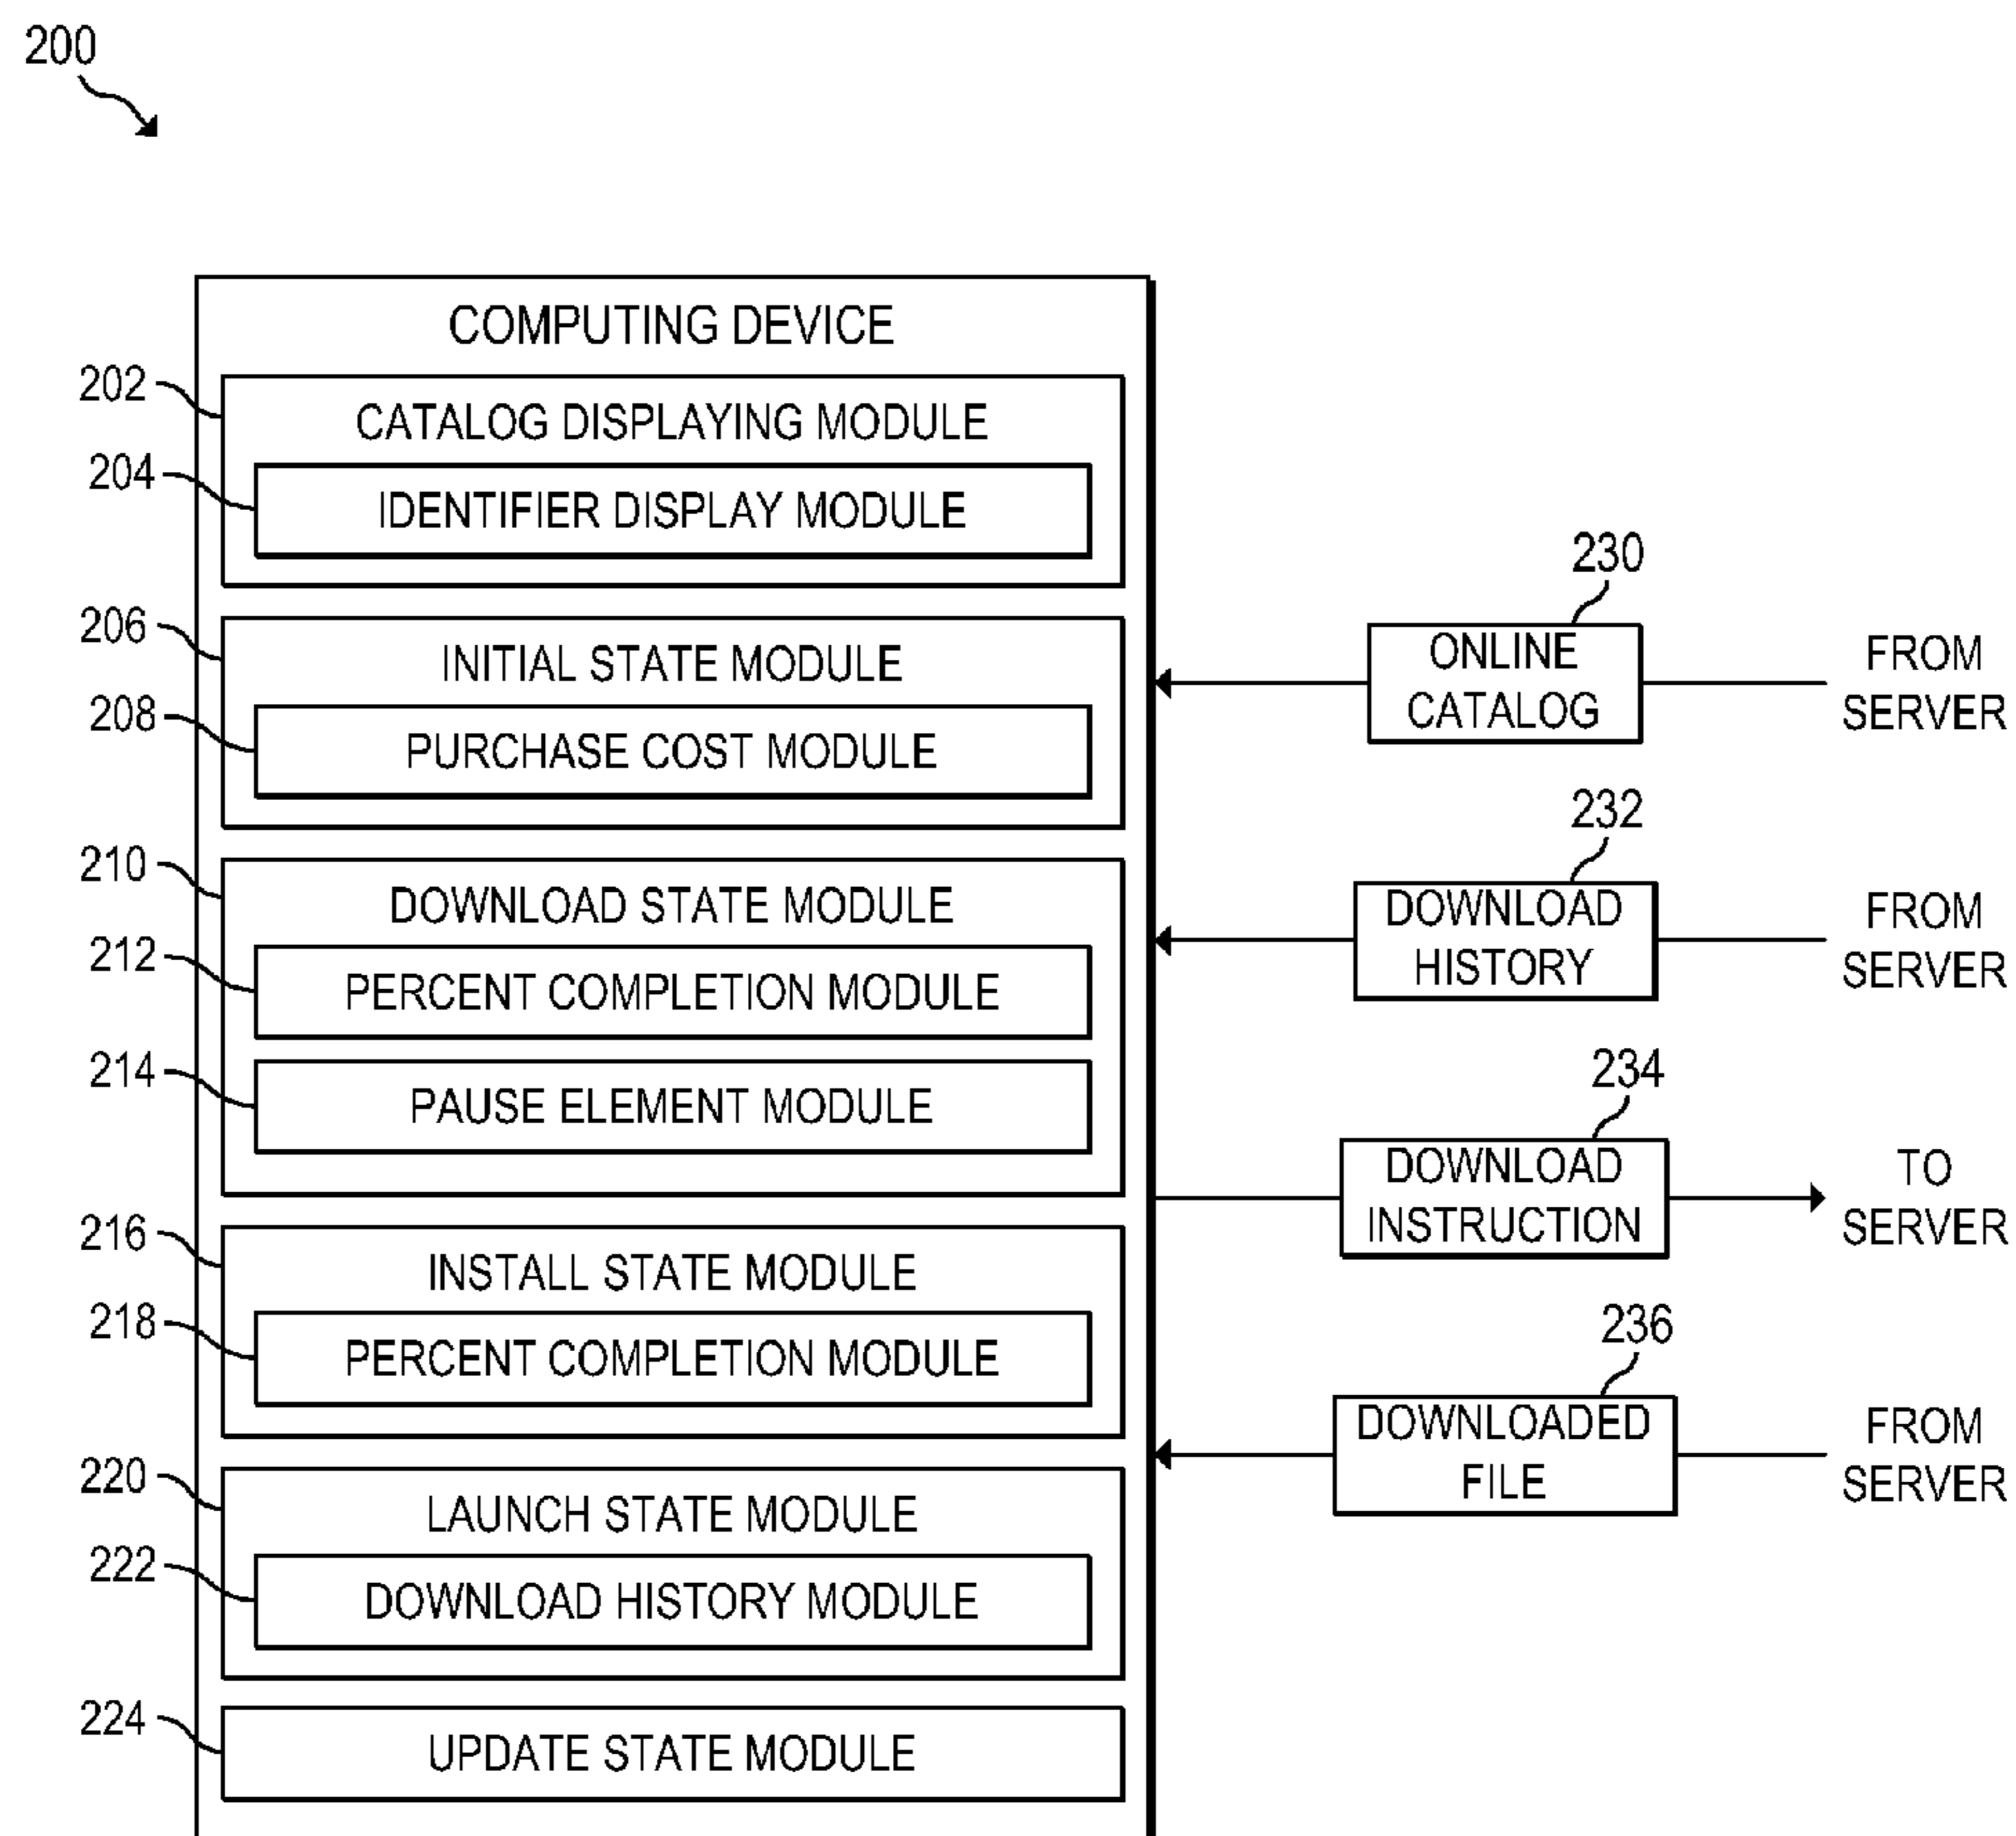 200
COMPUTING DEVICE
202
CATALOG DISPLAYING MODULE
204
IDENTIFIER DISPLAY MODULE
206
INITIAL STATE MODULE
208
PURCHASE COST MODULE
210
DOWNLOAD STATE MODULE
212
PERCENT COMPLETION MODULE
214
PAUSE ELEMENT MODULE
216
INSTALL STATE MODULE
218
PERCENT COMPLETION MODULE
220
LAUNCH STATE MODULE
222
DOWNLOAD HISTORY MODULE
224
UPDATE STATE MODULE
230
ONLINE
CATALOG
FROM
SERVER
232
DOWNLOAD
HISTORY
FROM
SERVER
234
DOWNLOAD
INSTRUCTION
TO
SERVER
236
DOWNLOADED
FILE
FROM
SERVER